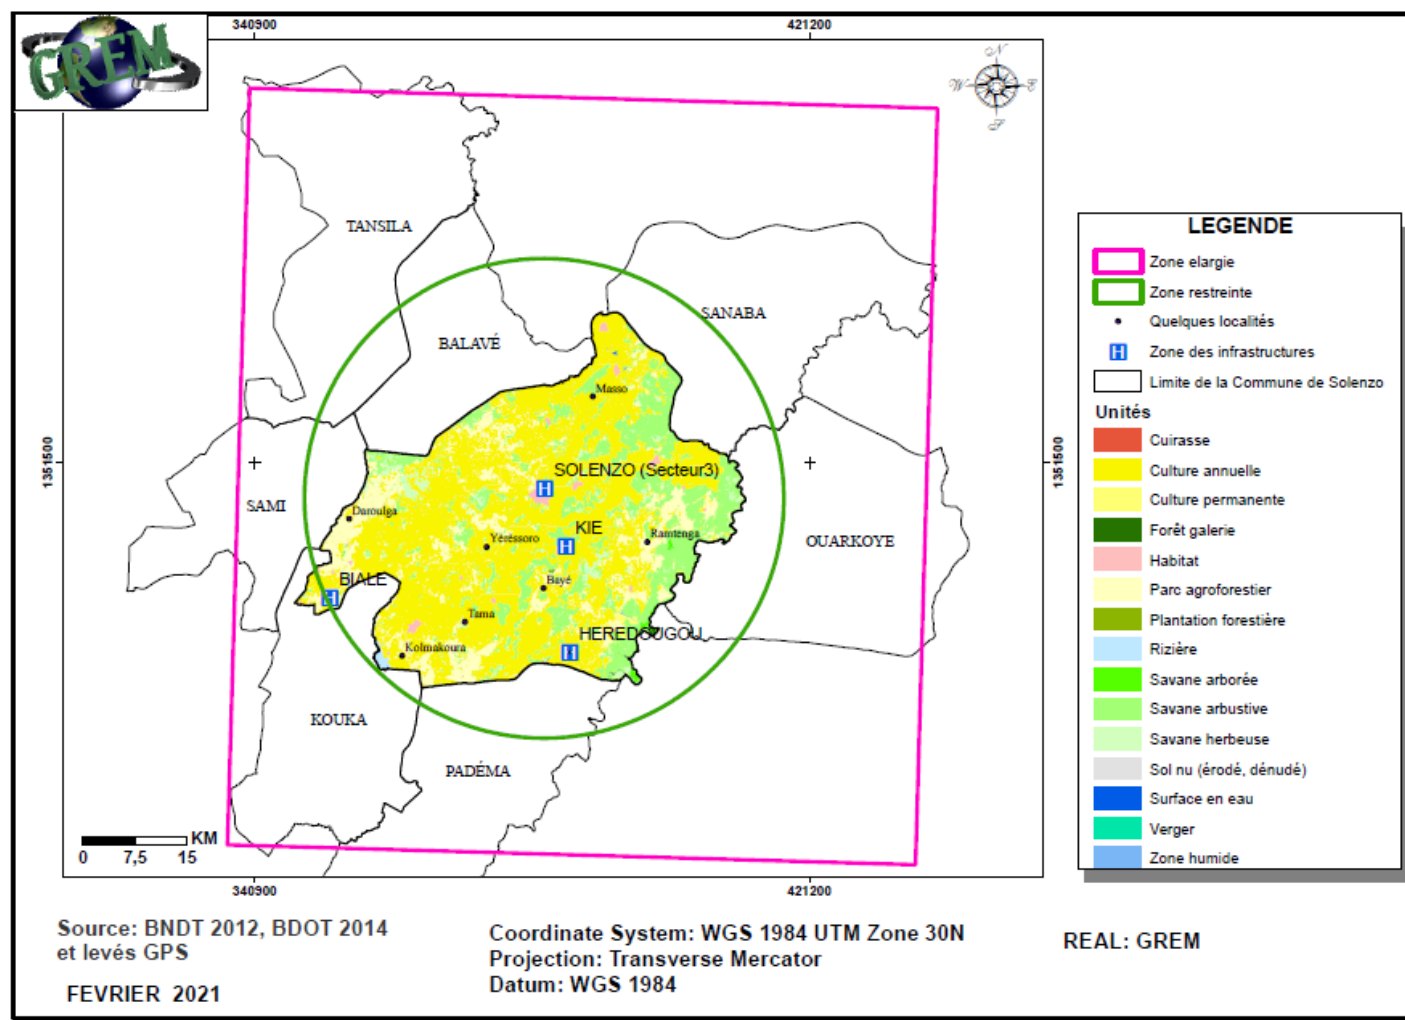 GREM
340900
421200
N
W
E
S
TANSILA
SANABA
BALAVÉ
Masso
1351500
1351500
SOLENZO (Secteur3)
SAMI
Daroulga
KIE
Yéréssoro
Ramtenga
OUARKOYE
BIALE
Bayé
Tama
HEREDOUGOU
Kolmakoura
KOUKA
PADÉMA
KM
0 7,5 15
340900
421200
LEGENDE
Zone elargie
Zone restreinte
Quelques localités
H Zone des infrastructures
Limite de la Commune de Solenzo
Unités
Cuirasse
Culture annuelle
Culture permanente
Forêt galerie
Habitat
Parc agroforestier
Plantation forestière
Rizière
Savane arborée
Savane arbustive
Savane herbeuse
Sol nu (érodé, dénudé)
Surface en eau
Verger
Zone humide
Source: BNDT 2012, BDOT 2014
et levés GPS
FEVRIER 2021
Coordinate System: WGS 1984 UTM Zone 30N
Projection: Transverse Mercator
Datum: WGS 1984
REAL: GREM